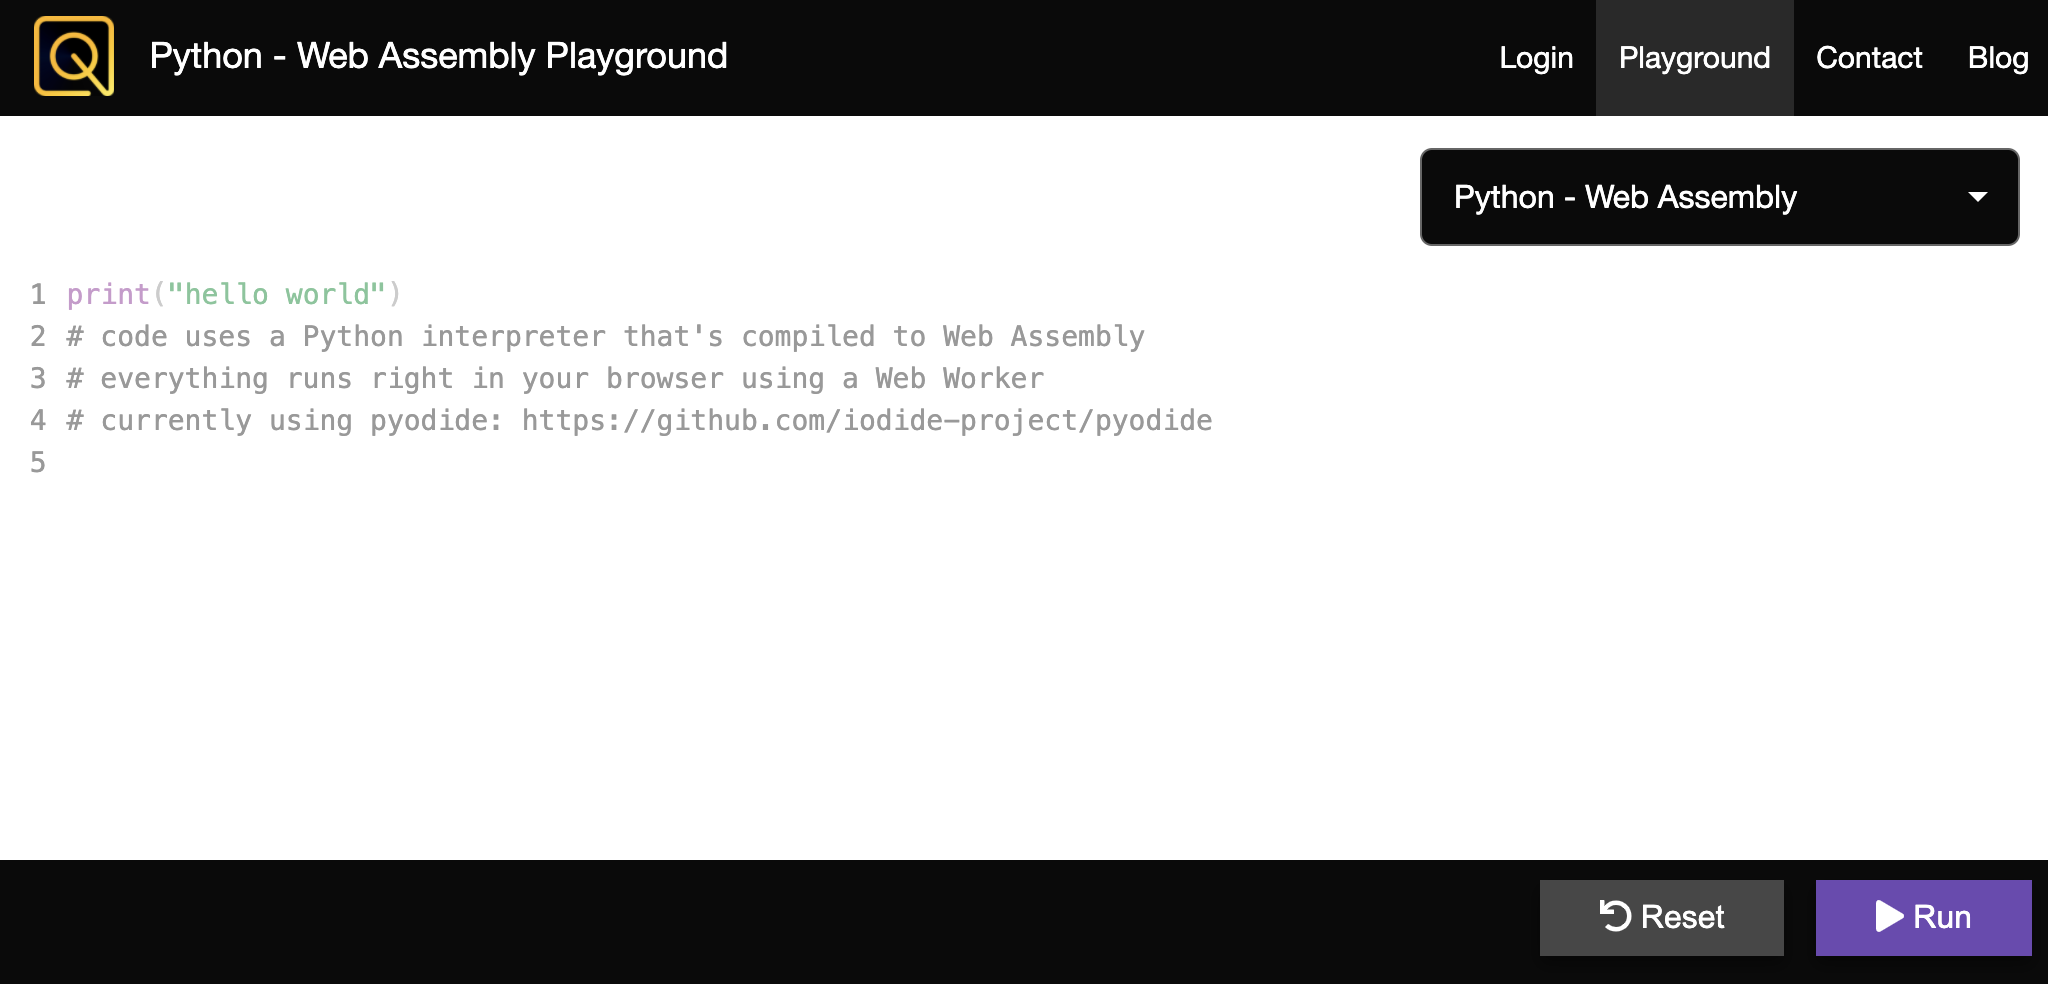 Q
Python - Web Assembly Playground
Login Playground Contact Blog
Python - Web Assembly
1 print("hello world")
2 # code uses a Python interpreter that's compiled to Web Assembly
3 # everything runs right in your browser using a Web Worker
4 # currently using pyodide: https://github.com/iodide-project/pyodide
5
Reset Run